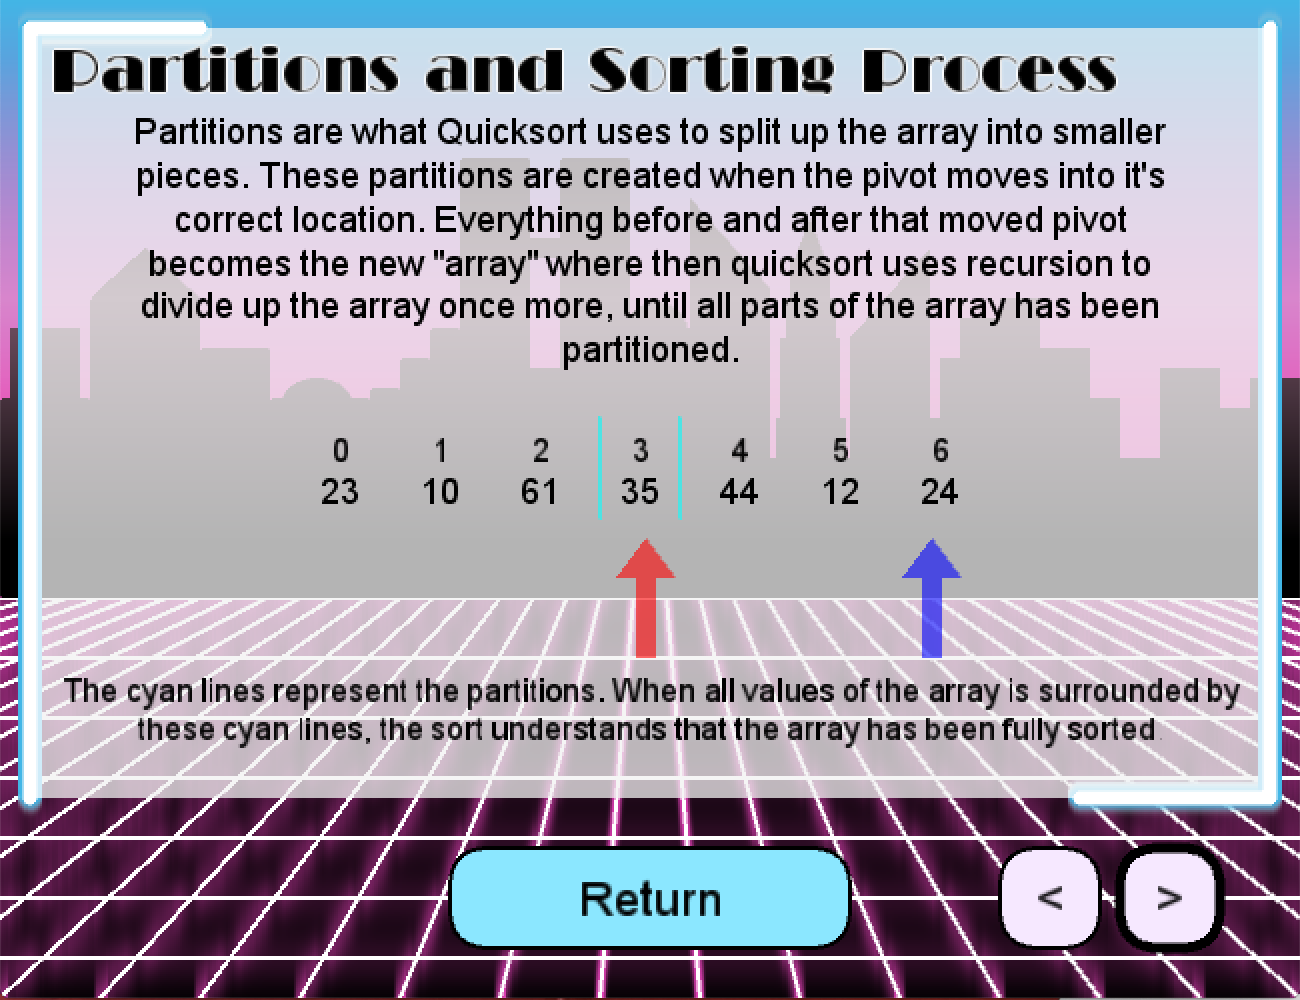 Partitions and Sorting Process
Partitions are what Quicksort uses to split up the array into smaller
pieces. These partitions are created when the pivot moves into it's
correct location. Everything before and after that moved pivot
becomes the new "array" where then quicksort uses recursion to
divide up the array once more, until all parts of the array has been
partitioned.
0 1 2 3 4 5 6
23 10 61 35 44 12 24
The cyan lines represent the partitions. When all values of the array is surrounded by
these cyan lines, the sort understands that the array has been fully sorted.
Return < >